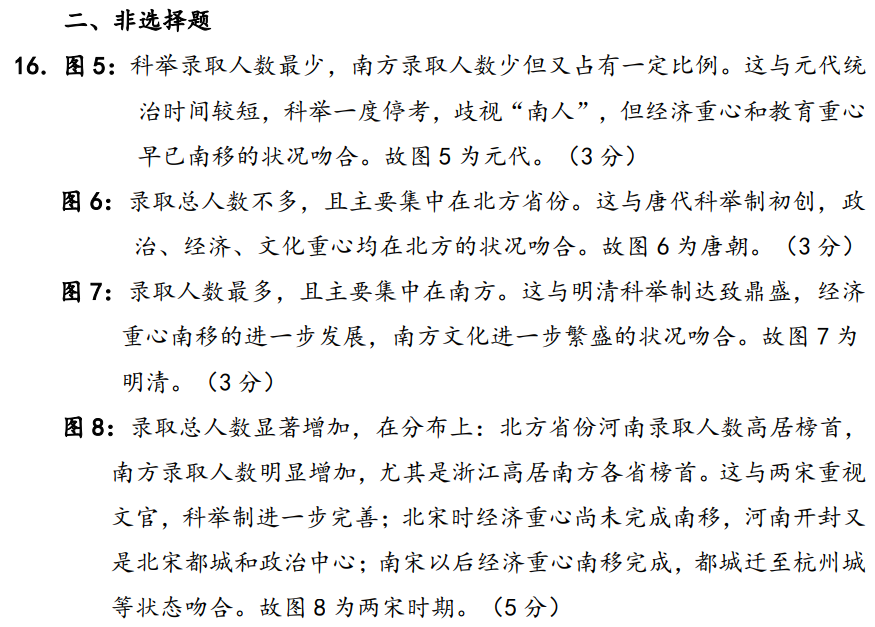 二、非选择题
16. 图 5：科举录取人数最少，南方录取人数少但又占有一定比例。这与元代统
治时间较短，科举一度停考，歧视“南人”，但经济重心和教育重心
早已南移的状况吻合。故图 5 为元代。（3 分）
图 6：录取总人数不多，且主要集中在北方省份。这与唐代科举制初创，政
治、经济、文化重心均在北方的状况吻合。故图 6 为唐朝。（3 分）
图 7：录取人数最多，且主要集中在南方。这与明清科举制达致鼎盛，经济
重心南移的进一步发展，南方文化进一步繁盛的状况吻合。故图 7 为
明清。（3 分）
图 8：录取总人数显著增加，在分布上：北方省份河南录取人数高居榜首，
南方录取人数明显增加，尤其是浙江高居南方各省榜首。这与两宋重视
文官，科举制进一步完善；北宋时经济重心尚未完成南移，河南开封又
是北宋都城和政治中心；南宋以后经济重心南移完成，都城迁至杭州城
等状态吻合。故图 8 为两宋时期。（5 分）